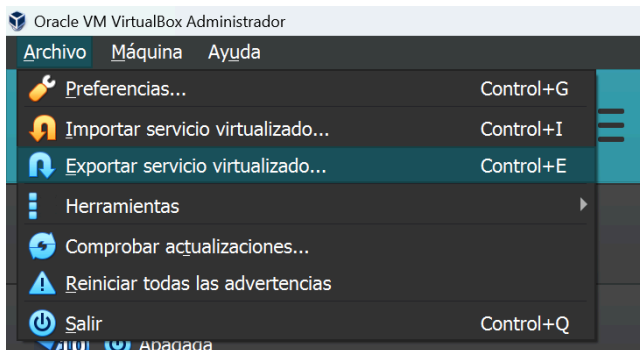 Oracle VM VirtualBox Administrador
Archivo Máquina Ayuda
Preferencias... Control+G
Importar servicio virtualizado... Control+I
Exportar servicio virtualizado... Control+E
Herramientas
Comprobar actualizaciones...
Reiniciar todas las advertencias
Salir Control+Q
Apagada